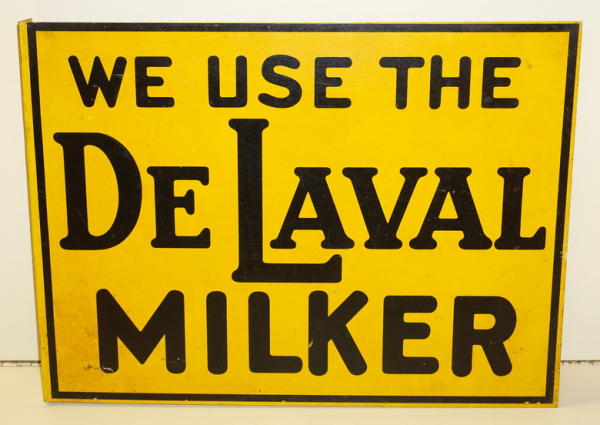 WE USE THE
DE LAVAL
MILKER